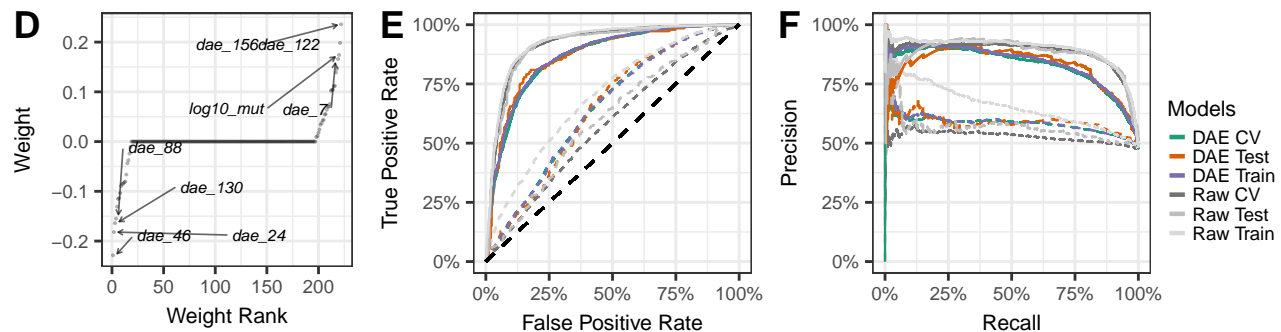 D
Weight
0.2
0.1
0.0
−0.1
−0.2
dae_156
dae_122
log10_mut
dae_7
dae_88
dae_130
dae_46
dae_24
0
50
100
150
200
Weight Rank
E
True Positive Rate
100%
75%
50%
25%
0%
0%
25%
50%
75%
100%
False Positive Rate
F
Precision
100%
75%
50%
25%
0%
0%
25%
50%
75%
100%
Recall
Models
DAE CV
DAE Test
DAE Train
Raw CV
Raw Test
Raw Train